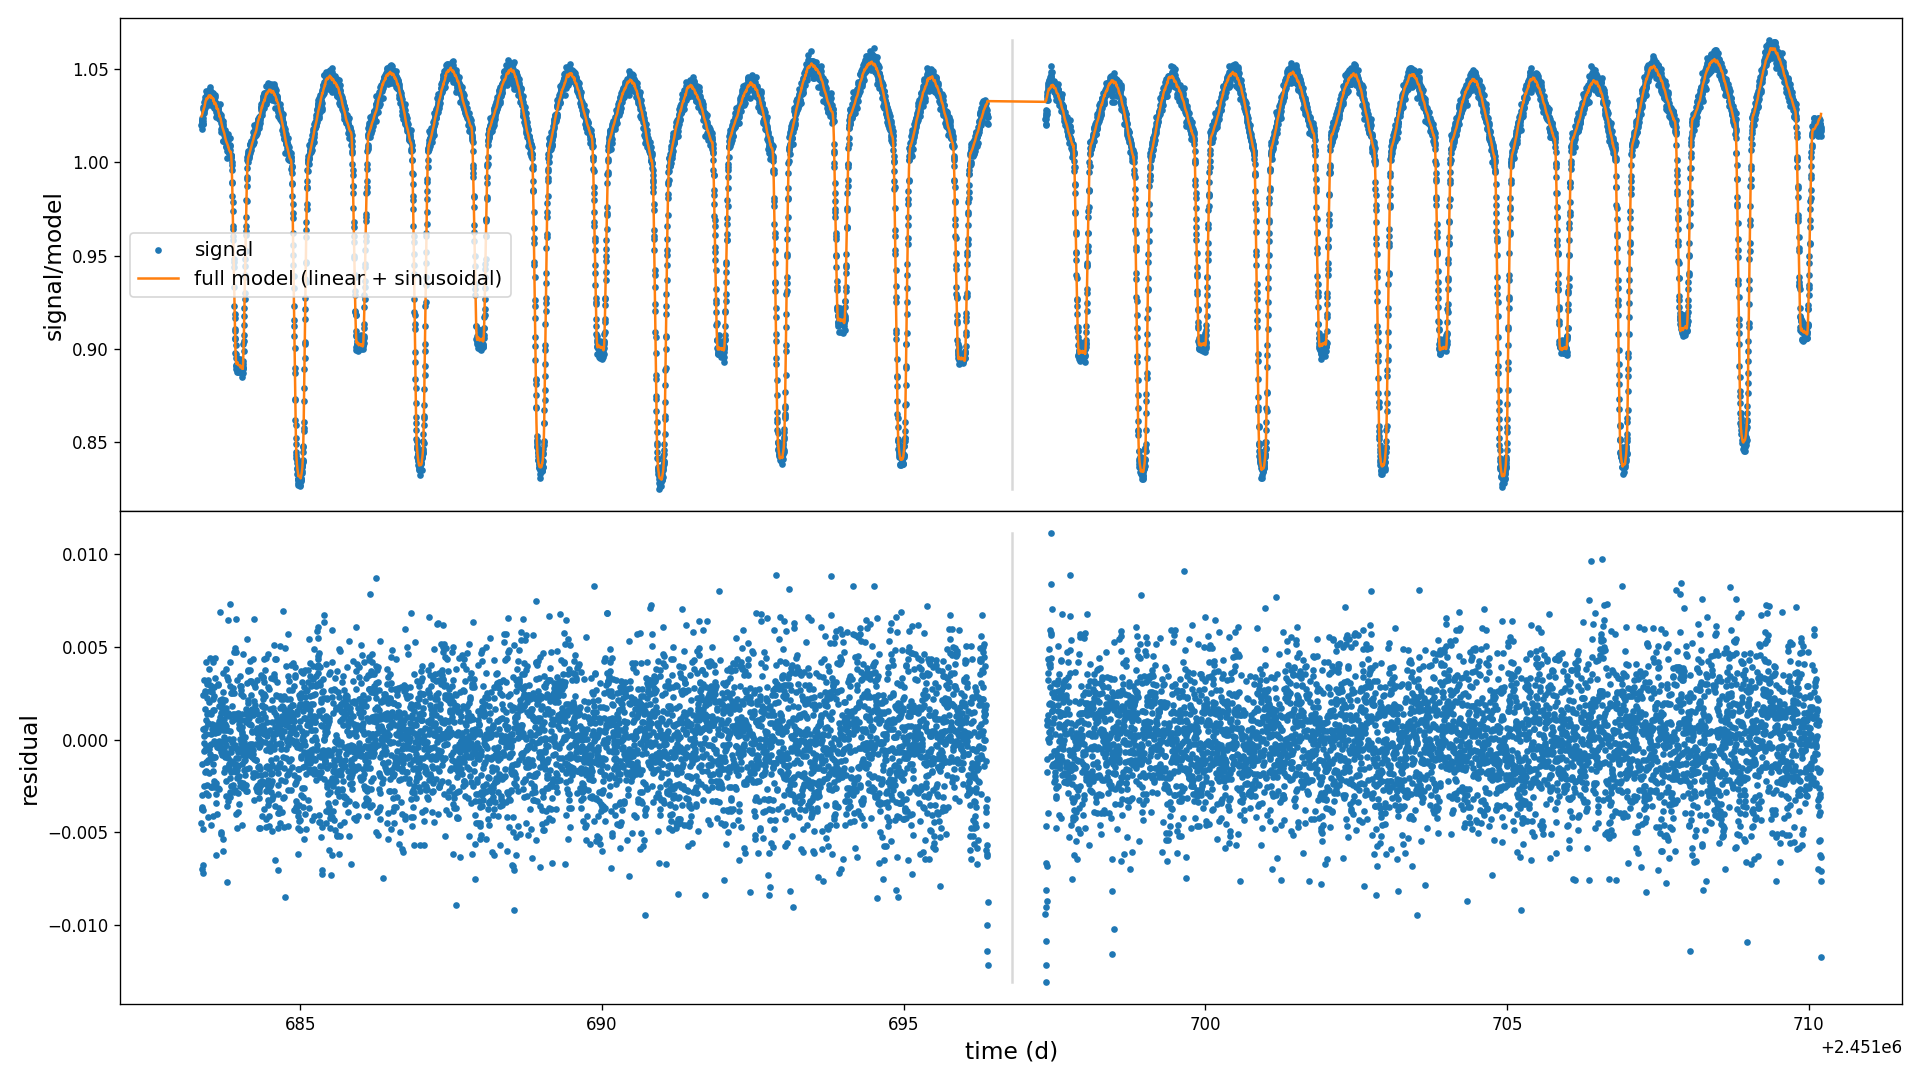 1.05
1.00
0.95
0.90
0.85
signal/model
signal
full model (linear + sinusoidal)
0.010
0.005
0.000
−0.005
−0.010
residual
685
690
695
700
705
710
time (d)
+2.451e6